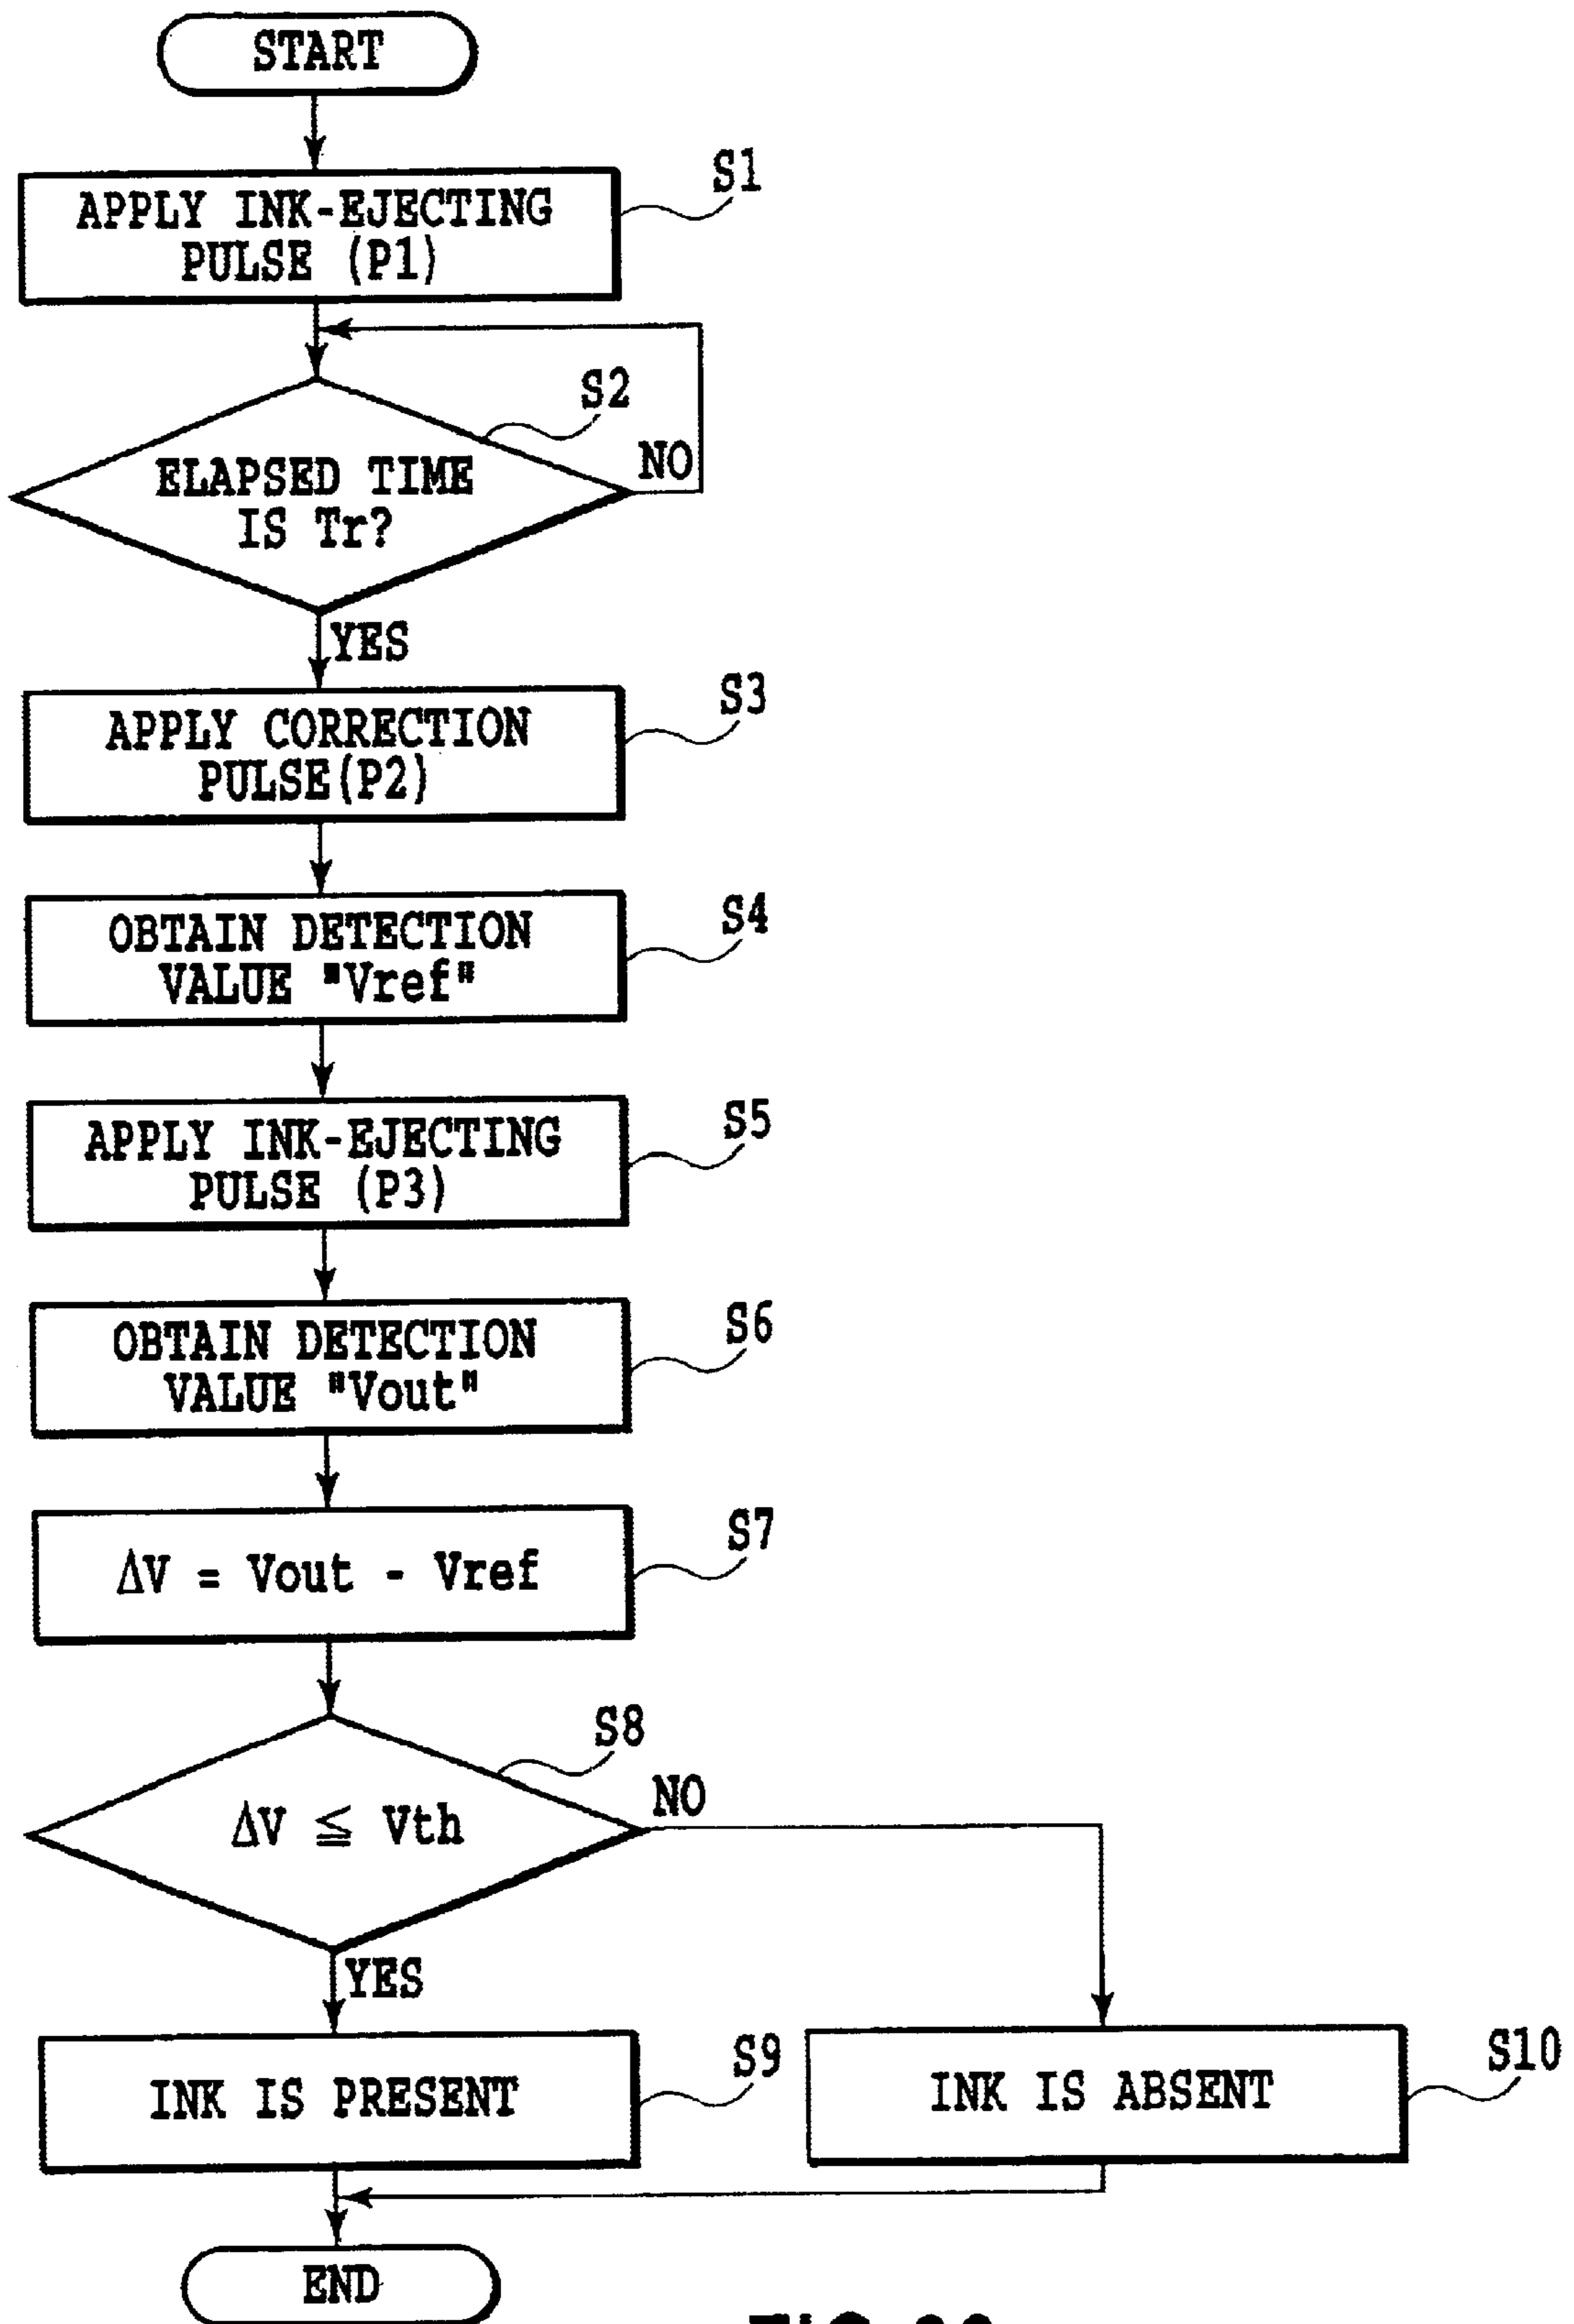 START
S1
APPLY INK-EJECTING
PULSE (P1)
S2
ELAPSED TIME
IS Tr?
NO
YES
S3
APPLY CORRECTION
PULSE(P2)
S4
OBTAIN DETECTION
VALUE "Vref"
S5
APPLY INK-EJECTING
PULSE (P3)
S6
OBTAIN DETECTION
VALUE "Vout"
S7
ΔV = Vout - Vref
S8
ΔV ≦ Vth
NO
YES
S9
INK IS PRESENT
S10
INK IS ABSENT
END